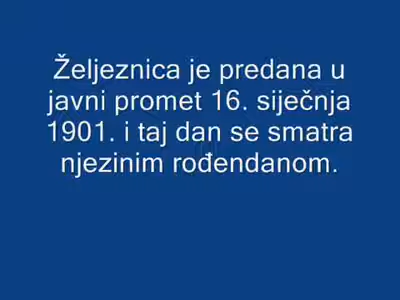 Željeznica je predana u
javni promet 16. siječnja
1901. i taj dan se smatra
njezinim rođendanom.